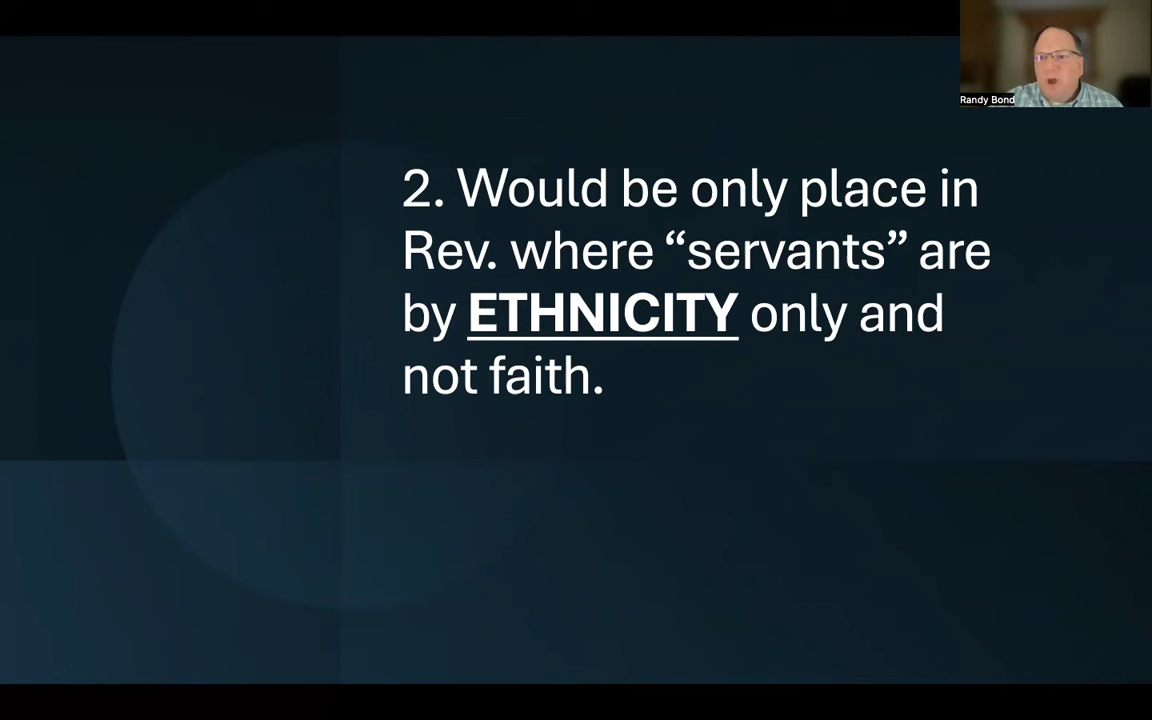 Randy Bond
2. Would be only place in
Rev. where “servants” are
by ETHNICITY only and
not faith.